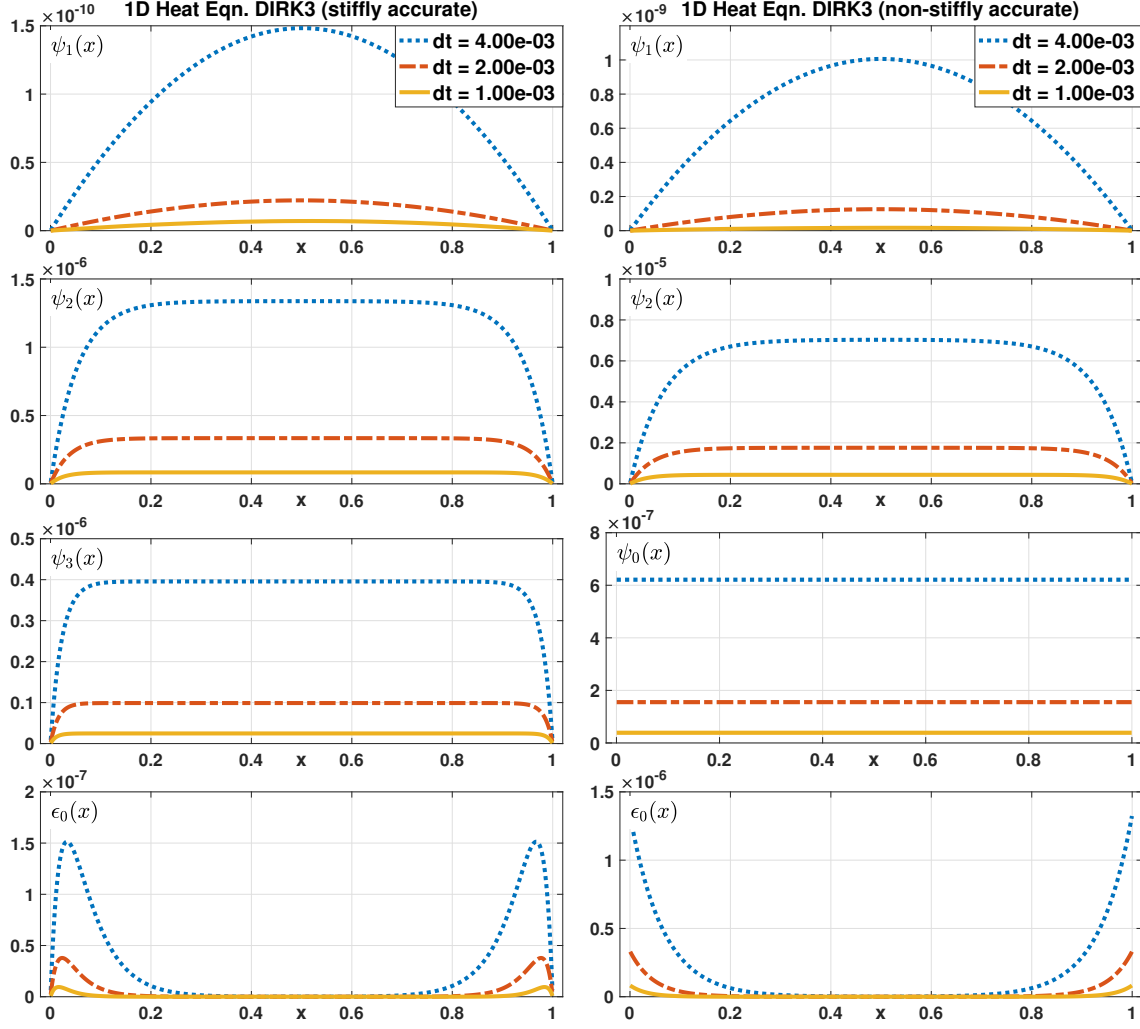 1D Heat Eqn. DIRK3 (stiffly accurate)
×10^-10
ψ_1(x)
dt = 4.00e-03
dt = 2.00e-03
dt = 1.00e-03
1.5
1
0.5
0
0 0.2 0.4 x 0.6 0.8 1
×10^-6
ψ_2(x)
1.5
1
0.5
0
0 0.2 0.4 x 0.6 0.8 1
×10^-6
ψ_3(x)
0.5
0.4
0.3
0.2
0.1
0
0 0.2 0.4 x 0.6 0.8 1
×10^-7
ϵ_0(x)
2
1.5
1
0.5
0
0 0.2 0.4 0.6 0.8 1
1D Heat Eqn. DIRK3 (non-stiffly accurate)
×10^-9
ψ_1(x)
dt = 4.00e-03
dt = 2.00e-03
dt = 1.00e-03
1
0.8
0.6
0.4
0.2
0
0 0.2 0.4 x 0.6 0.8 1
×10^-5
ψ_2(x)
1
0.8
0.6
0.4
0.2
0
0 0.2 0.4 x 0.6 0.8 1
×10^-7
ψ_0(x)
8
6
4
2
0
0 0.2 0.4 x 0.6 0.8 1
×10^-6
ϵ_0(x)
1.5
1
0.5
0
0 0.2 0.4 0.6 0.8 1